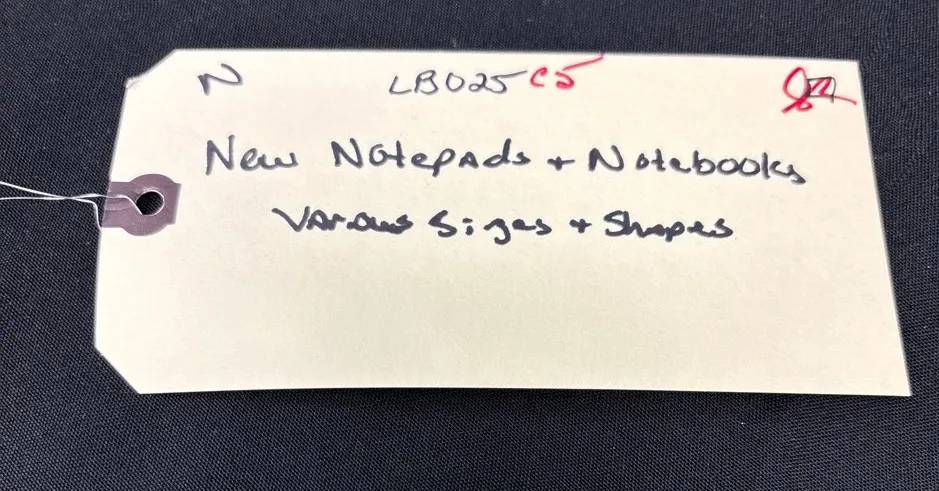 N LB025 C5
New Notepads + Notebooks
Various Sizes + Shapes